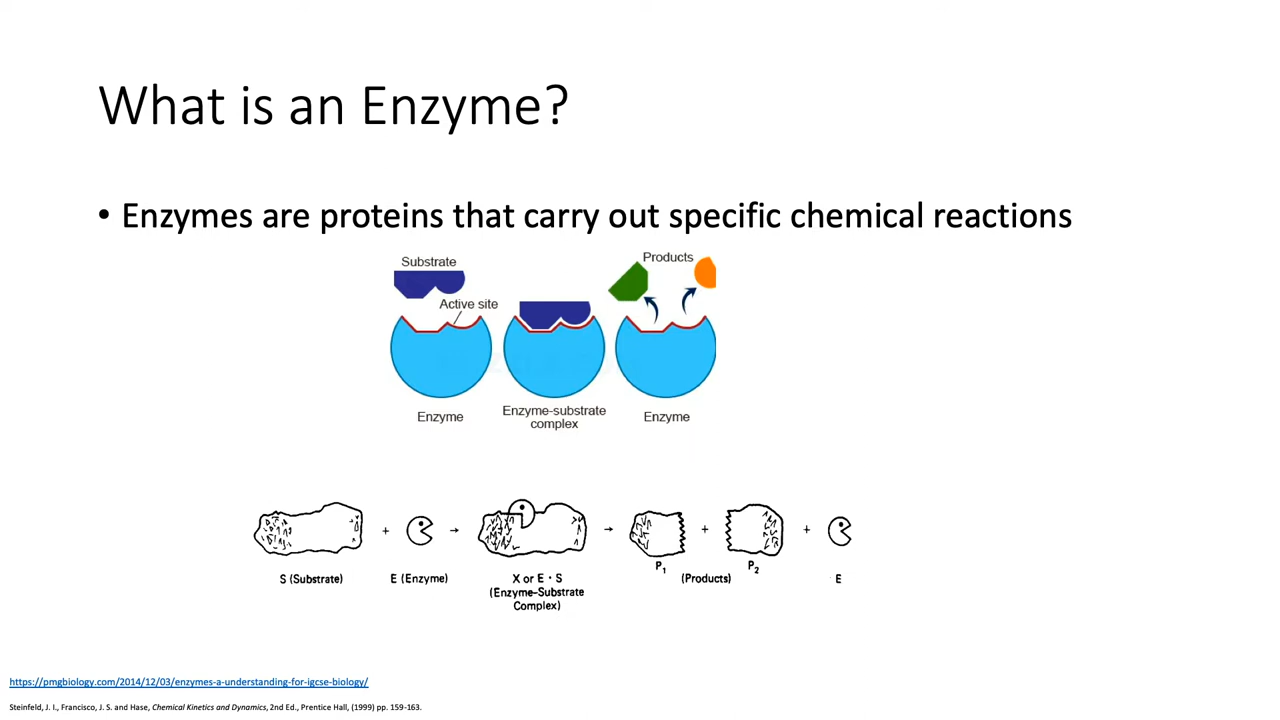 What is an Enzyme?
• Enzymes are proteins that carry out specific chemical reactions
Substrate
Products
Active site
Enzyme
Enzyme-substrate
complex
Enzyme
+
→
→
+
+
S (Substrate)
E (Enzyme)
X or E · S
(Enzyme-Substrate
Complex)
P1
(Products)
P2
E
https://pmgbiology.com/2014/12/03/enzymes-a-understanding-for-igcse-biology/
Steinfeld, J. I., Francisco, J. S. and Hase, Chemical Kinetics and Dynamics, 2nd Ed., Prentice Hall, (1999) pp. 159-163.